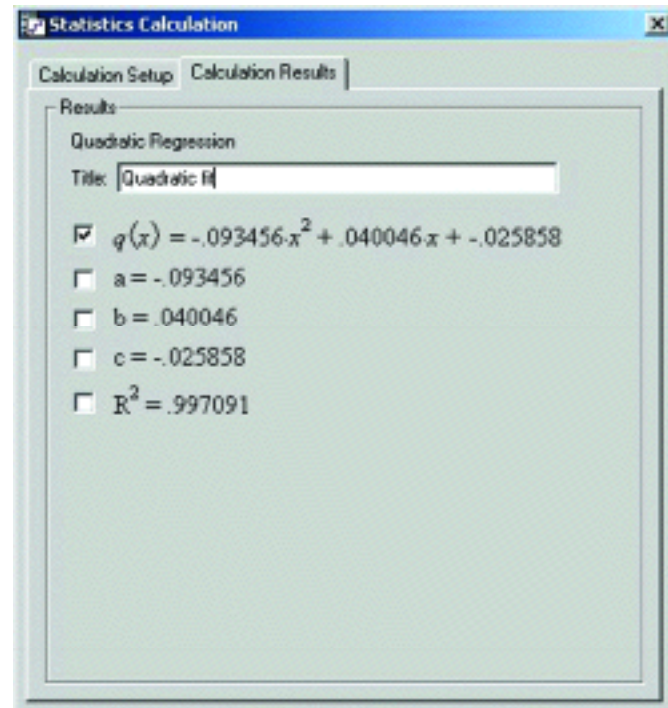 Statistics Calculation
Calculation Setup Calculation Results
Results
Quadratic Regression
Title: Quadratic fit
q(x) = -.093456·x² + .040046·x + -.025858
a = -.093456
b = .040046
c = -.025858
R² = .997091